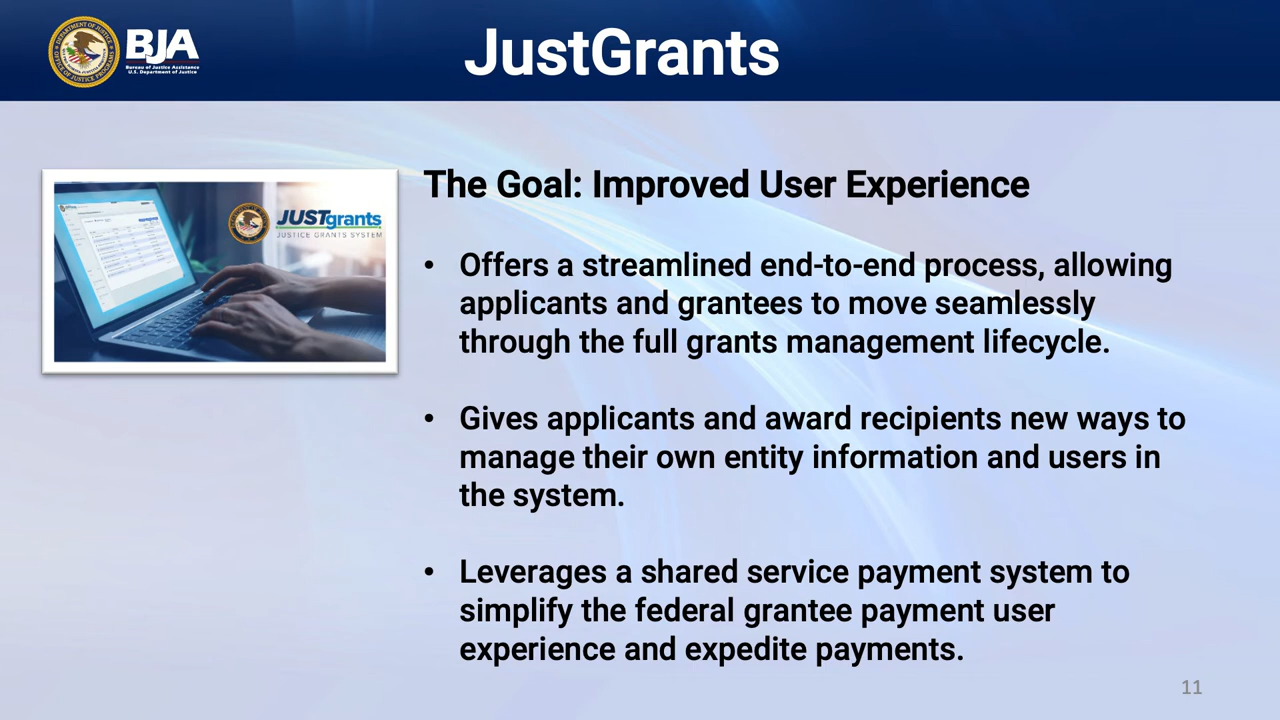 BJA
Bureau of Justice Assistance
U.S. Department of Justice
JustGrants
JUSTgrants
JUSTICE GRANTS SYSTEM
The Goal: Improved User Experience
• Offers a streamlined end-to-end process, allowing
applicants and grantees to move seamlessly
through the full grants management lifecycle.
• Gives applicants and award recipients new ways to
manage their own entity information and users in
the system.
• Leverages a shared service payment system to
simplify the federal grantee payment user
experience and expedite payments.
11